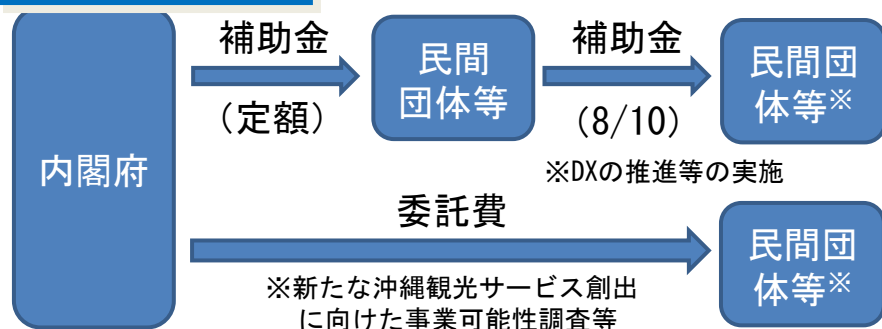 内閣府
補助金
（定額）
民間
団体等
補助金
（8/10）
※DXの推進等の実施
民間団
体等※
委託費
※新たな沖縄観光サービス創出
に向けた事業可能性調査等
民間団
体等※